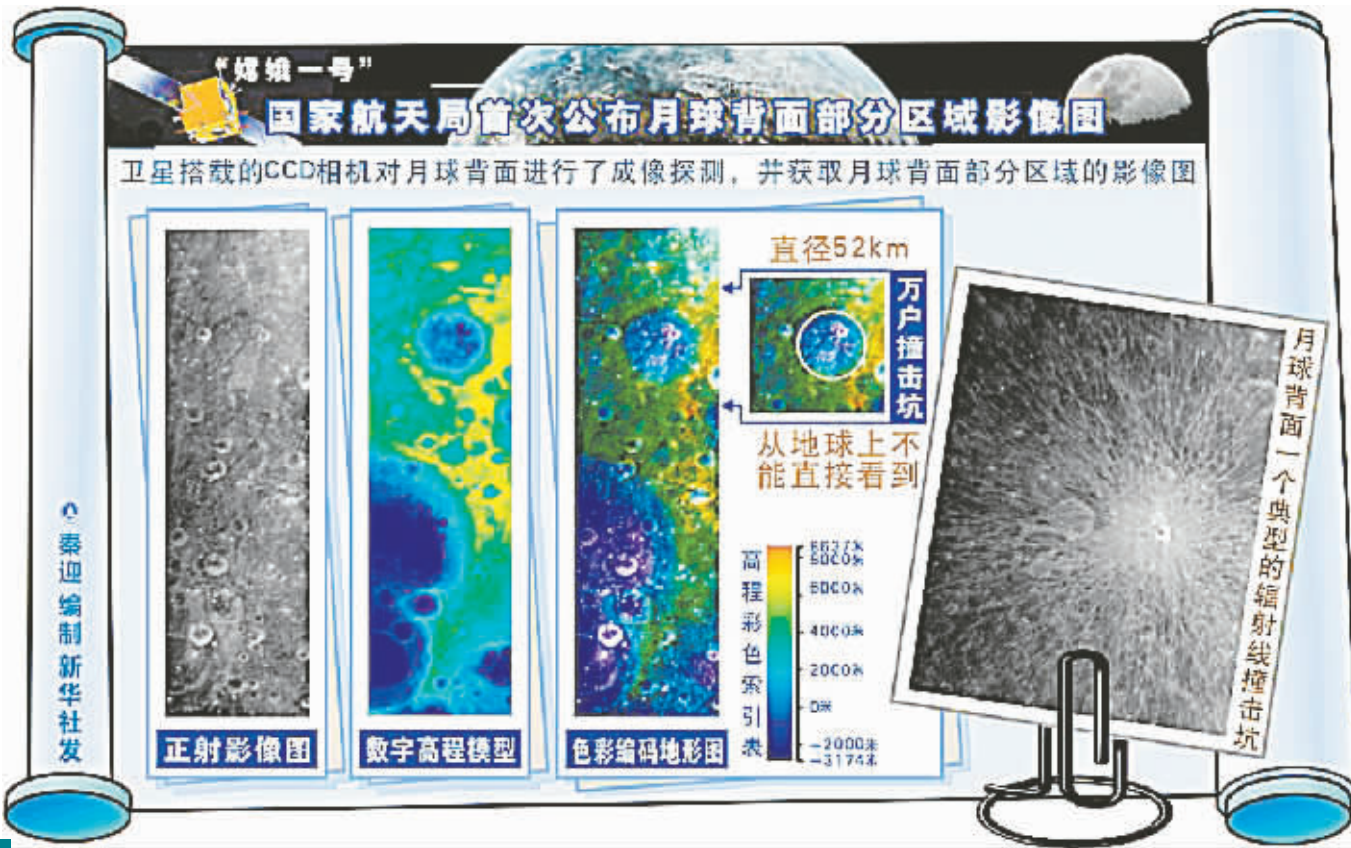 “嫦娥一号”
国家航天局首次公布月球背面部分区域影像图
卫星搭载的CCD相机对月球背面进行了成像探测，并获取月球背面部分区域的影像图
正射影像图
数字高程模型
色彩编码地形图
直径52km
万户撞击坑
从地球上不
能直接看到
高程彩色索引表
6000米
4000米
2000米
0米
-2000米
-3174米
月球背面一个典型的辐射线撞击坑
秦迎 编制 新华社发